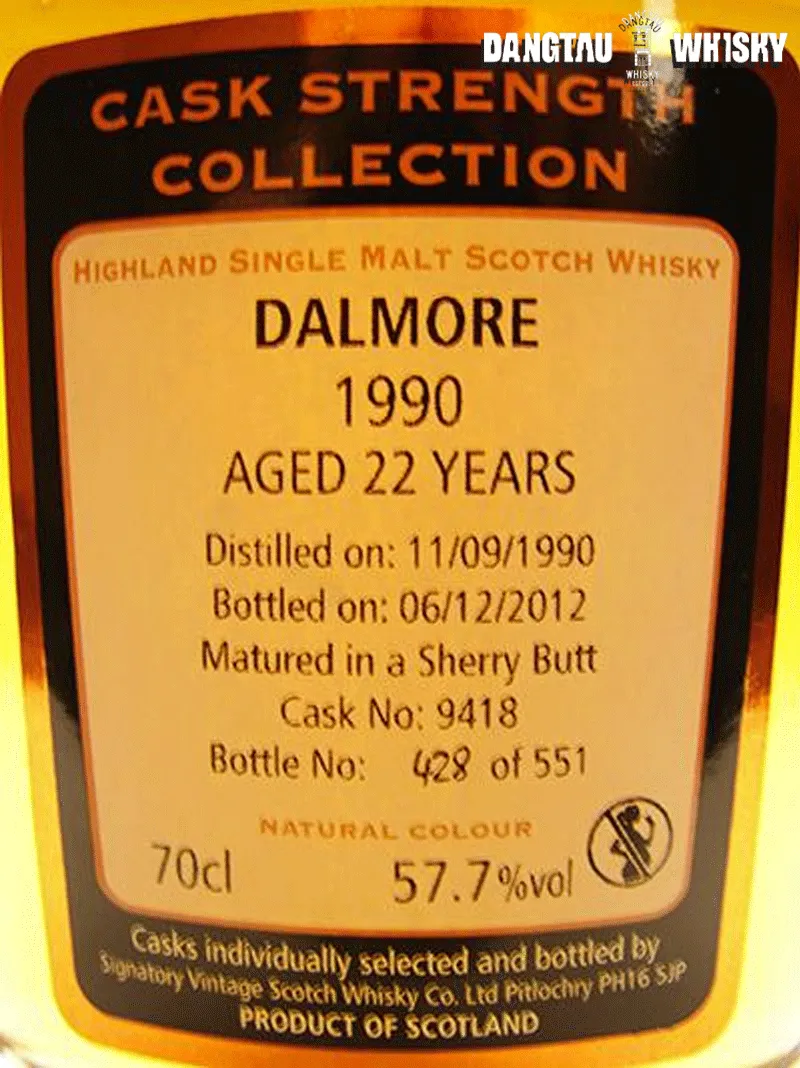 DANGTAU WH1SKY
DANGTAU
WHISKY
CASK STRENGTH
COLLECTION
HIGHLAND SINGLE MALT SCOTCH WHISKY
DALMORE
1990
AGED 22 YEARS
Distilled on: 11/09/1990
Bottled on: 06/12/2012
Matured in a Sherry Butt
Cask No: 9418
Bottle No: 428 of 551
NATURAL COLOUR
70cl 57.7%vol
Casks individually selected and bottled by
Signatory Vintage Scotch Whisky Co. Ltd Pitlochry PH16 5JP
PRODUCT OF SCOTLAND